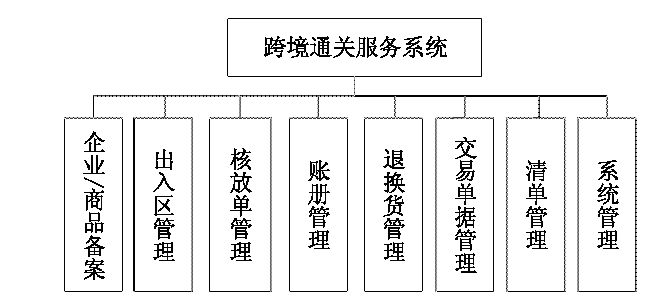 跨境通关服务系统
企业/商品备案
出入区管理
核放单管理
账册管理
退换货管理
交易单据管理
清单管理
系统管理